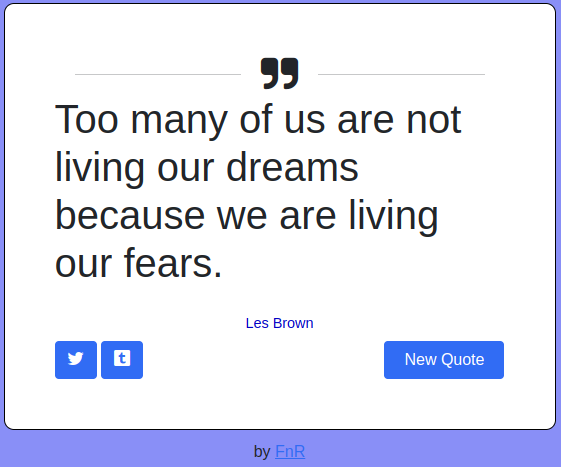 Too many of us are not
living our dreams
because we are living
our fears.
Les Brown
New Quote
by FnR